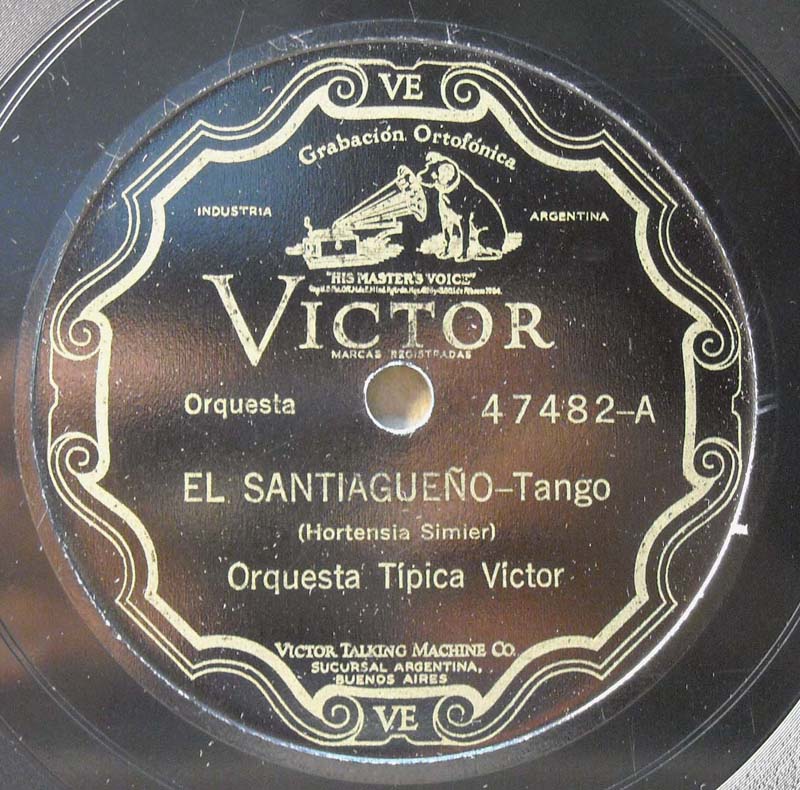 VE
Grabación Ortofónica
INDUSTRIA ARGENTINA
"HIS MASTER'S VOICE"
VICTOR
MARCAS REGISTRADAS
Orquesta 47482-A
EL SANTIAGUEÑO-Tango
(Hortensia Simier)
Orquesta Típica Victor
VICTOR TALKING MACHINE CO.
SUCURSAL ARGENTINA,
BUENOS AIRES
VE